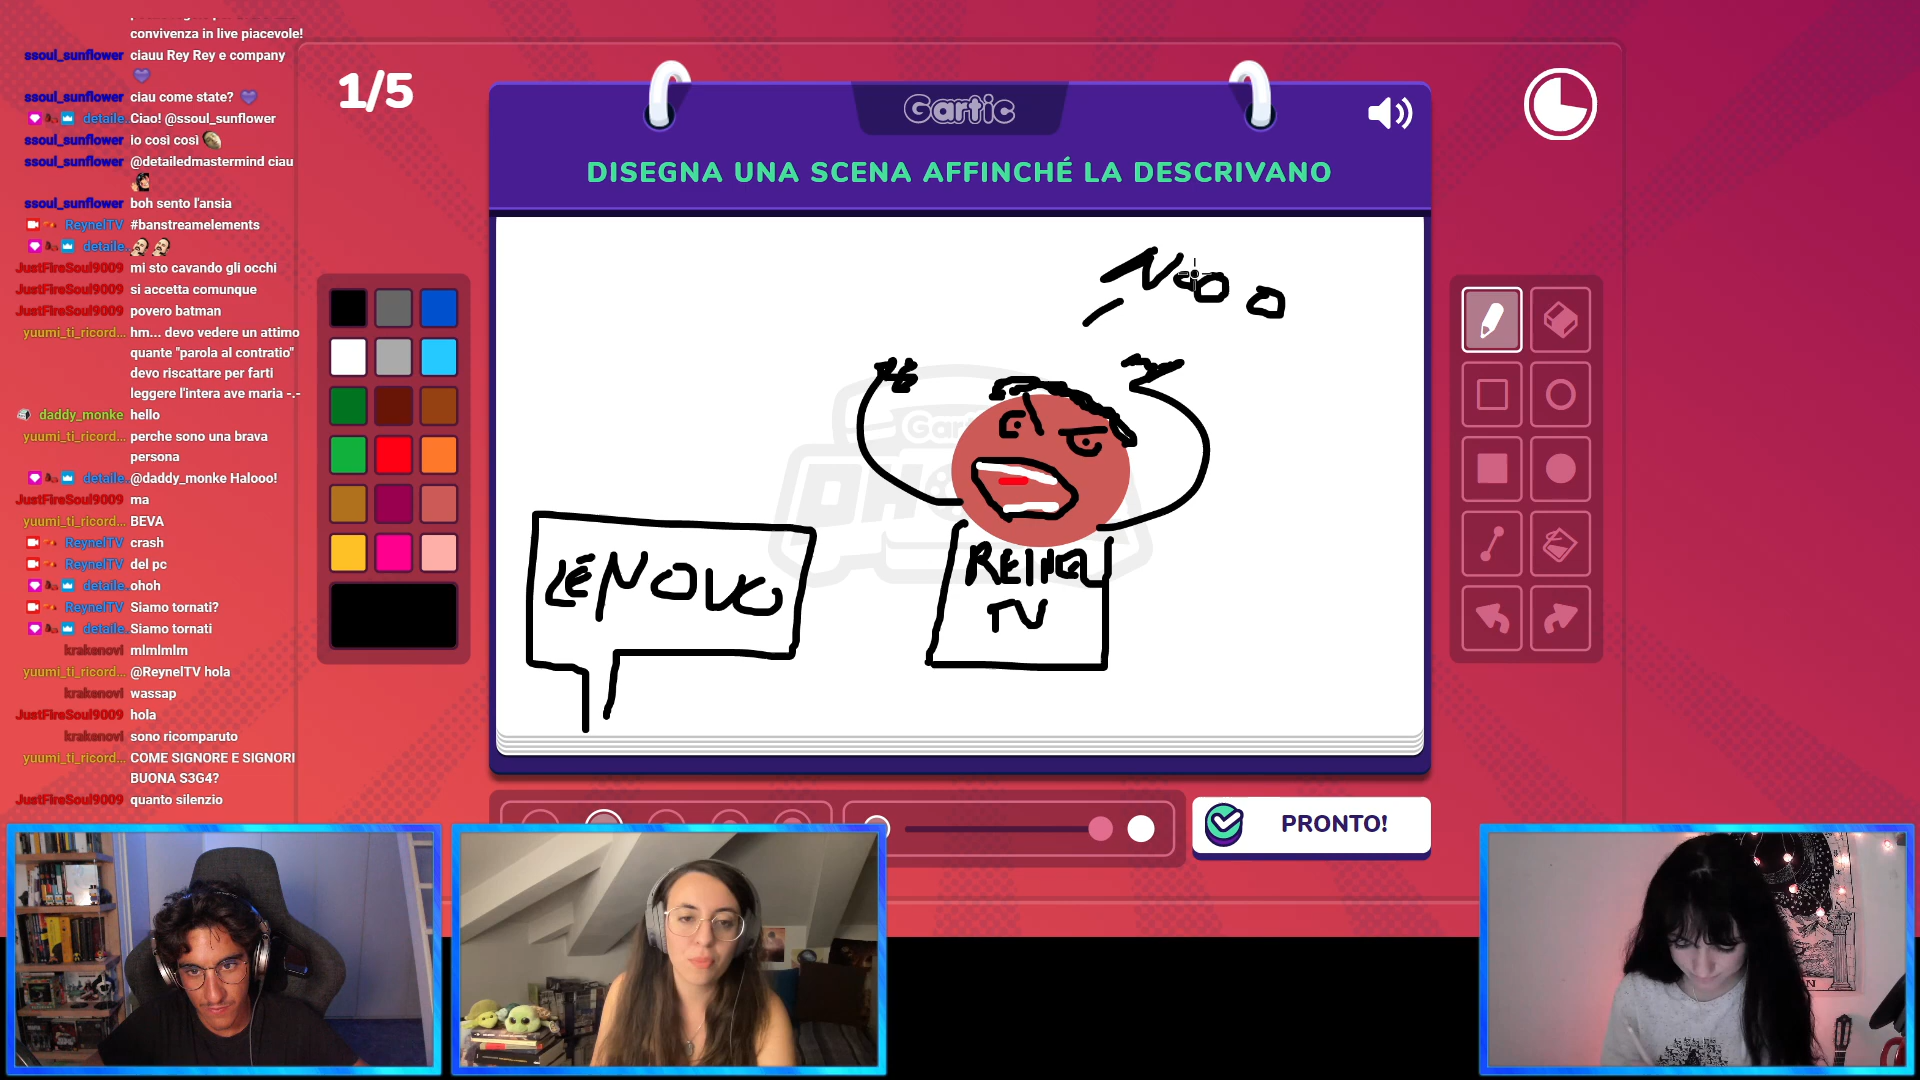 convivenza in live piacevole!
ssoul_sunflower ciauu Rey Rey e company
ssoul_sunflower ciau come state?
detaile.. Ciao! @ssoul_sunflower
ssoul_sunflower io così così
ssoul_sunflower @detailedmastermind ciau
ssoul_sunflower boh sento l'ansia
ReynelTV #banstreamelements
detaile..
JustFireSoul9009 mi sto cavando gli occhi
JustFireSoul9009 si accetta comunque
JustFireSoul9009 povero batman
yuumi_ti_ricord... hm... devo vedere un attimo
quante "parola al contratio"
devo riscattare per farti
leggere l'intera ave maria -.-
daddy_monke hello
yuumi_ti_ricord... perche sono una brava
persona
detaile.. @daddy_monke Halooo!
JustFireSoul9009 ma
yuumi_ti_ricord... BEVA
ReynelTV crash
ReynelTV del pc
detaile.. ohoh
ReynelTV Siamo tornati?
detaile.. Siamo tornati
krakenovi mlmlmlm
yuumi_ti_ricord... @ReynelTV hola
krakenovi wassap
JustFireSoul9009 hola
krakenovi sono ricomparuto
yuumi_ti_ricord... COME SIGNORE E SIGNORI
BUONA S3G4?
JustFireSoul9009 quanto silenzio
1/5
Gartic
DISEGNA UNA SCENA AFFINCHÉ LA DESCRIVANO
NOO O
LENOVO
REINEL
TV
PRONTO!